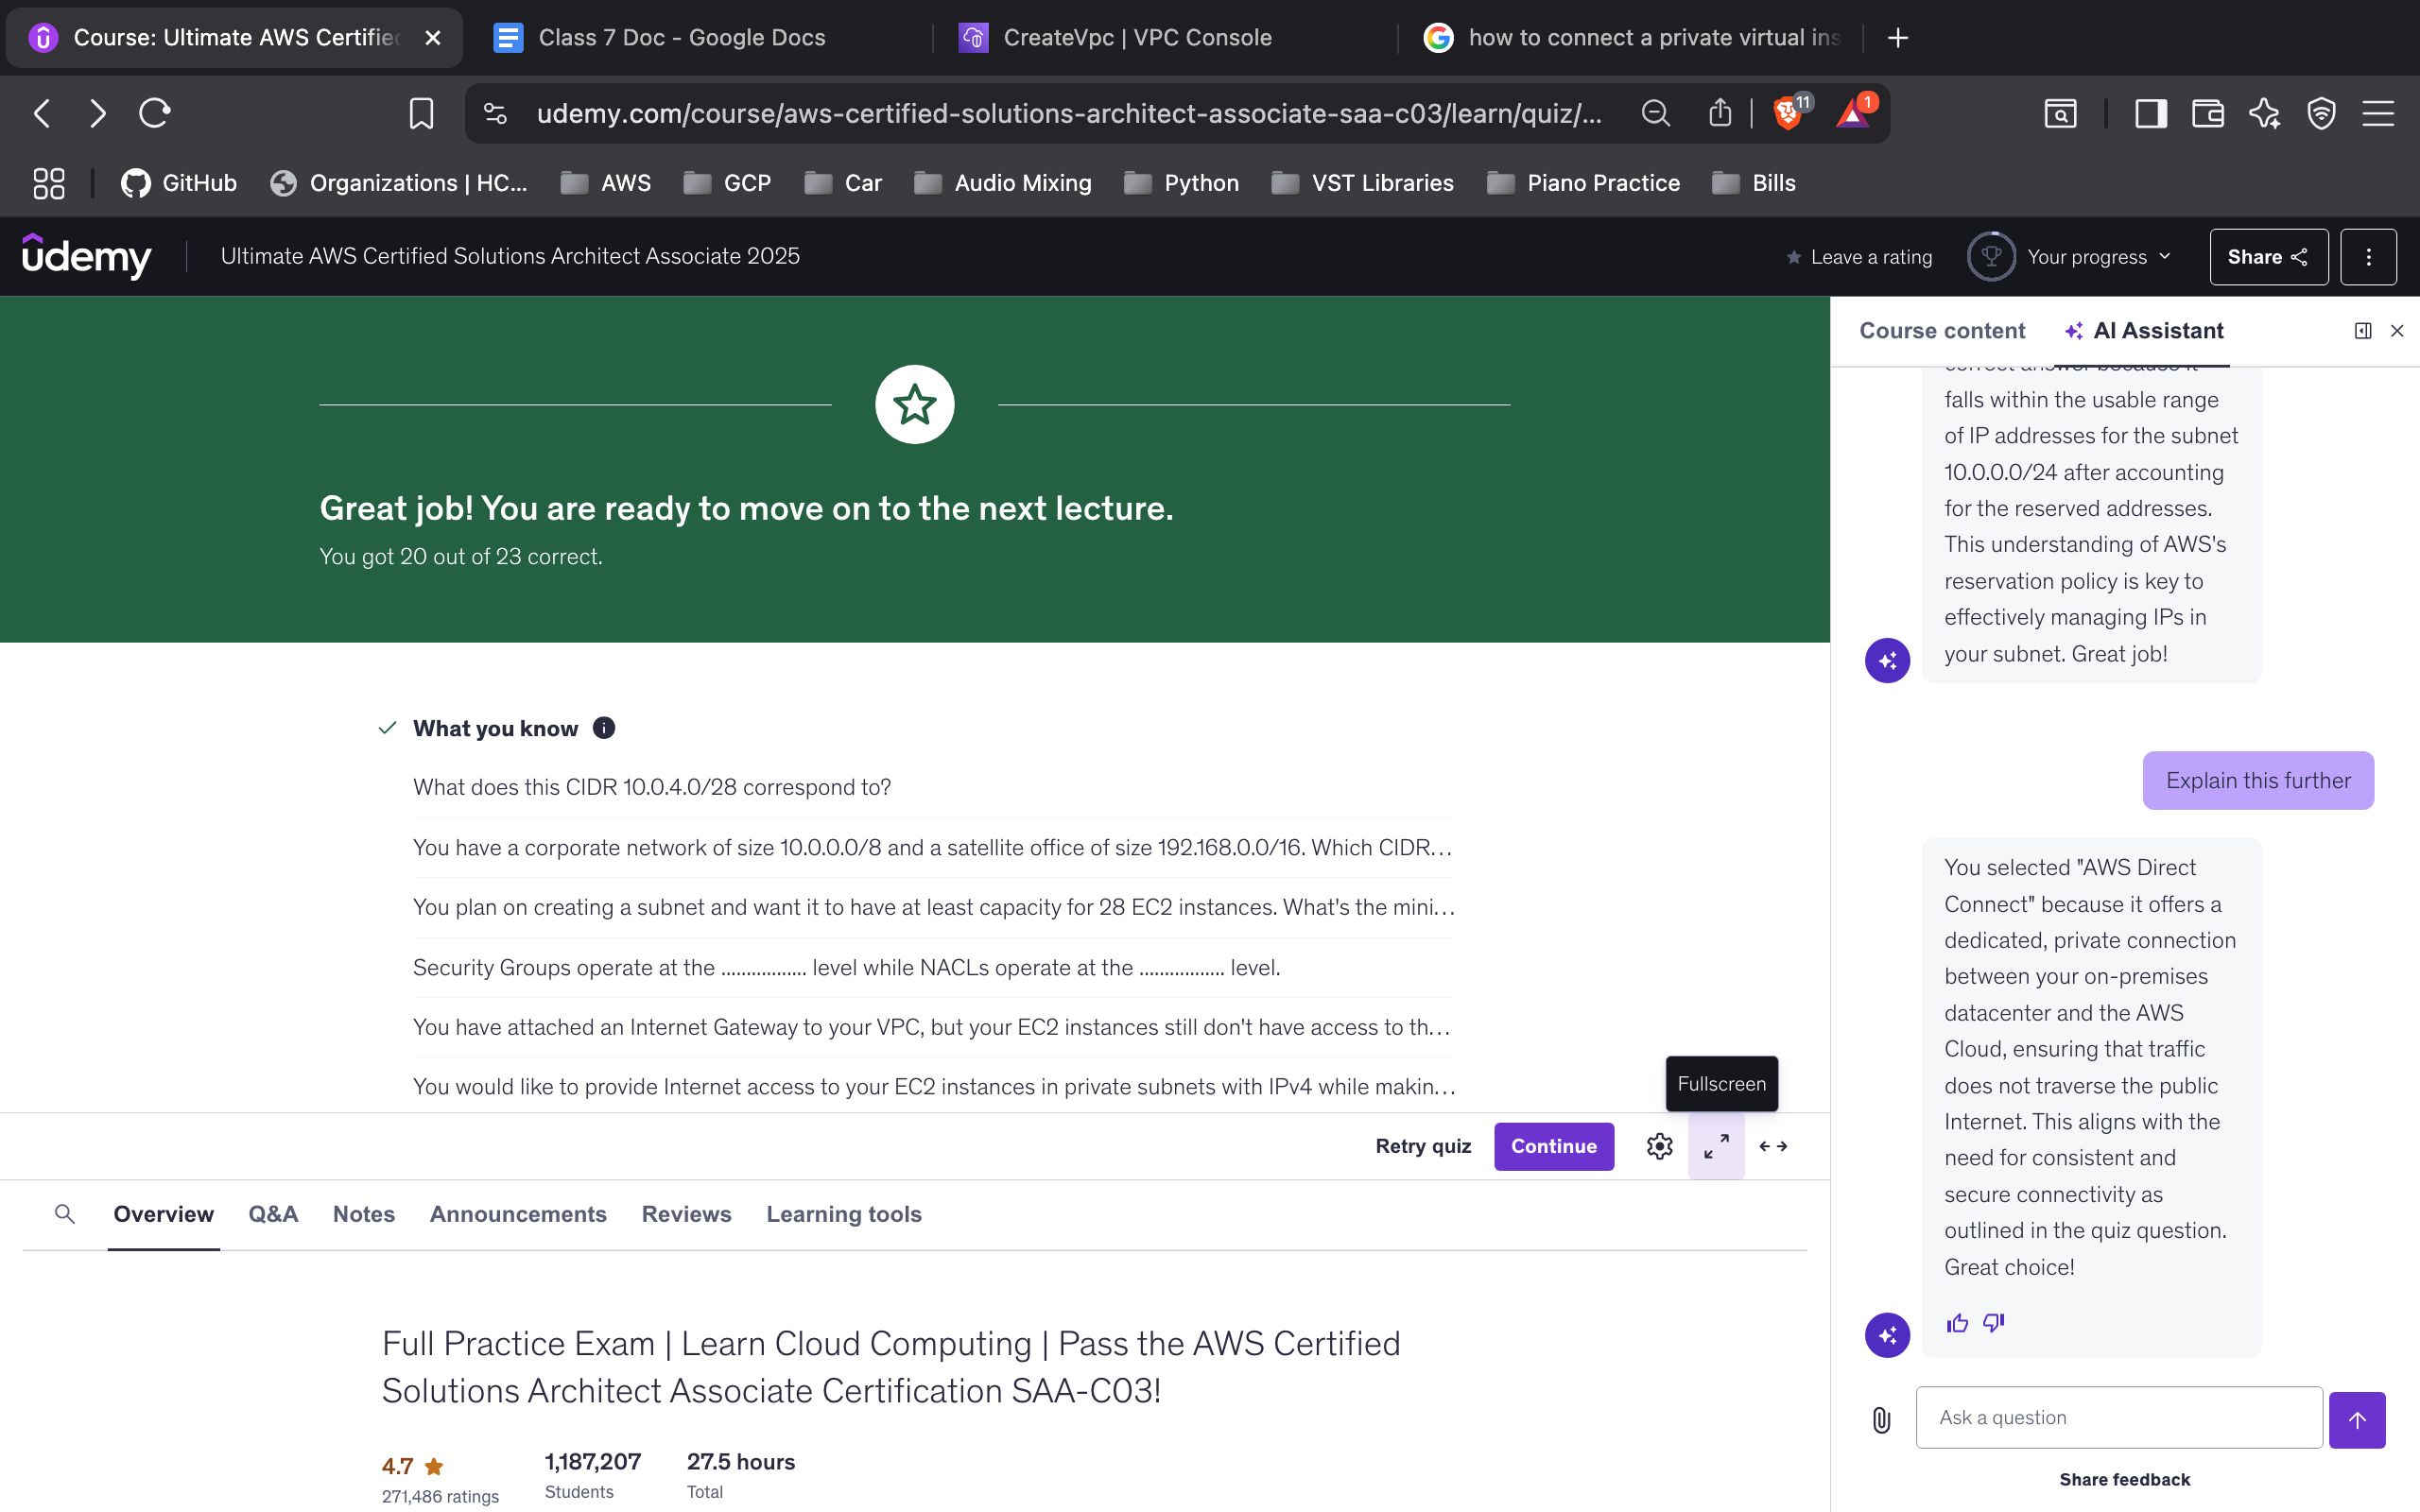 Course: Ultimate AWS Certified
Class 7 Doc - Google Docs
CreateVpc | VPC Console
how to connect a private virtual ins
udemy.com/course/aws-certified-solutions-architect-associate-saa-c03/learn/quiz/...
11
1
GitHub
Organizations | HC...
AWS
GCP
Car
Audio Mixing
Python
VST Libraries
Piano Practice
Bills
udemy
Ultimate AWS Certified Solutions Architect Associate 2025
Leave a rating
Your progress
Share
Great job! You are ready to move on to the next lecture.
You got 20 out of 23 correct.
What you know
What does this CIDR 10.0.4.0/28 correspond to?
You have a corporate network of size 10.0.0.0/8 and a satellite office of size 192.168.0.0/16. Which CIDR...
You plan on creating a subnet and want it to have at least capacity for 28 EC2 instances. What's the mini...
Security Groups operate at the ................ level while NACLs operate at the ................ level.
You have attached an Internet Gateway to your VPC, but your EC2 instances still don't have access to th...
You would like to provide Internet access to your EC2 instances in private subnets with IPv4 while makin...
Fullscreen
Retry quiz
Continue
Overview
Q&A
Notes
Announcements
Reviews
Learning tools
Full Practice Exam | Learn Cloud Computing | Pass the AWS Certified
Solutions Architect Associate Certification SAA-C03!
4.7
271,486 ratings
1,187,207
Students
27.5 hours
Total
Course content
AI Assistant
correct answer because it
falls within the usable range
of IP addresses for the subnet
10.0.0.0/24 after accounting
for the reserved addresses.
This understanding of AWS's
reservation policy is key to
effectively managing IPs in
your subnet. Great job!
Explain this further
You selected "AWS Direct
Connect" because it offers a
dedicated, private connection
between your on-premises
datacenter and the AWS
Cloud, ensuring that traffic
does not traverse the public
Internet. This aligns with the
need for consistent and
secure connectivity as
outlined in the quiz question.
Great choice!
Ask a question
Share feedback